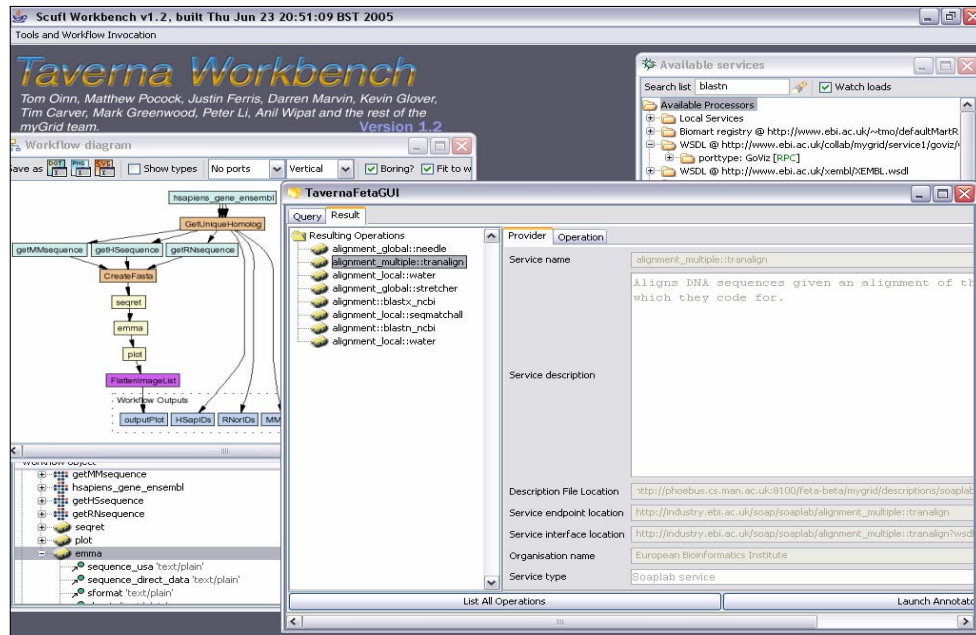 Scufl Workbench v1.2, built Thu Jun 23 20:51:09 BST 2005
Tools and Workflow Invocation
Taverna Workbench
Tom Oinn, Matthew Pocock, Justin Ferris, Darren Marvin, Kevin Glover,
Tim Carver, Mark Greenwood, Peter Li, Anil Wipat and the rest of the
myGrid team.
Version 1.2
Available services
Search list blastn Watch loads
Available Processors
Local Services
Biomart registry @ http://www.ebi.ac.uk/~tmo/defaultMartR
WSDL @ http://www.ebi.ac.uk/collab/mygrid/service1/goviz/
porttype: GoViz [RPC]
WSDL @ http://www.ebi.ac.uk/xembl/XEMBL.wsdl
Workflow diagram
ave as DOT PNG SVG Show types No ports Vertical Boring? Fit to w
hsapiens_gene_ensembl
GetUniqueHomolog
getMMsequence getHSsequence getRNsequence
CreateFasta
seqret
emma
plot
FlattenImageList
Workflow Outputs
outputPlot HSapIDs RNorIDs MM
getMMsequence
hsapiens_gene_ensembl
getHSsequence
getRNsequence
seqret
plot
emma
sequence_usa 'text/plain'
sequence_direct_data 'text/plain'
sformat 'text/plain'
TavernaFetaGUI
Query Result
Resulting Operations
alignment_global::needle
alignment_multiple::tranalign
alignment_local::water
alignment_global::stretcher
alignment::blastx_ncbi
alignment_local::seqmatchall
alignment::blastn_ncbi
alignment_local::water
Provider Operation
Service name alignment_multiple::tranalign
Service description
Aligns DNA sequences given an alignment of th
which they code for.
Description File Location http://phoebus.cs.man.ac.uk:8100/feta-beta/mygrid/descriptions/soaplab
Service endpoint location http://industry.ebi.ac.uk/soap/soaplab/alignment_multiple::tranalign
Service interface location http://industry.ebi.ac.uk/soap/soaplab/alignment_multiple::tranalign?wsdl
Organisation name European Bioinformatics Institute
Service type Soaplab service
List All Operations Launch Annotato